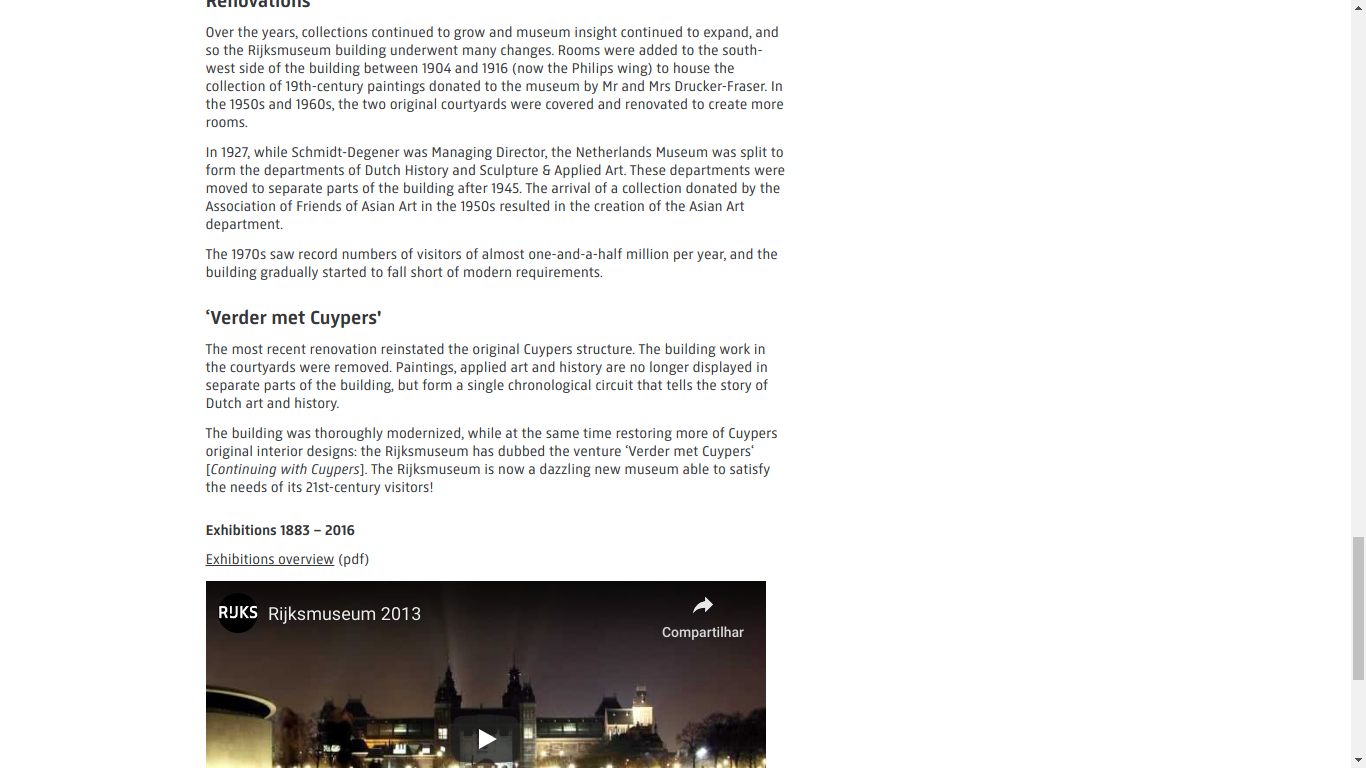 Renovations
Over the years, collections continued to grow and museum insight continued to expand, and
so the Rijksmuseum building underwent many changes. Rooms were added to the south-
west side of the building between 1904 and 1916 (now the Philips wing) to house the
collection of 19th-century paintings donated to the museum by Mr and Mrs Drucker-Fraser. In
the 1950s and 1960s, the two original courtyards were covered and renovated to create more
rooms.
In 1927, while Schmidt-Degener was Managing Director, the Netherlands Museum was split to
form the departments of Dutch History and Sculpture & Applied Art. These departments were
moved to separate parts of the building after 1945. The arrival of a collection donated by the
Association of Friends of Asian Art in the 1950s resulted in the creation of the Asian Art
department.
The 1970s saw record numbers of visitors of almost one-and-a-half million per year, and the
building gradually started to fall short of modern requirements.
‘Verder met Cuypers'
The most recent renovation reinstated the original Cuypers structure. The building work in
the courtyards were removed. Paintings, applied art and history are no longer displayed in
separate parts of the building, but form a single chronological circuit that tells the story of
Dutch art and history.
The building was thoroughly modernized, while at the same time restoring more of Cuypers
original interior designs: the Rijksmuseum has dubbed the venture ‘Verder met Cuypers‘
[Continuing with Cuypers]. The Rijksmuseum is now a dazzling new museum able to satisfy
the needs of its 21st-century visitors!
Exhibitions 1883 – 2016
Exhibitions overview (pdf)
RIJKS Rijksmuseum 2013
Compartilhar